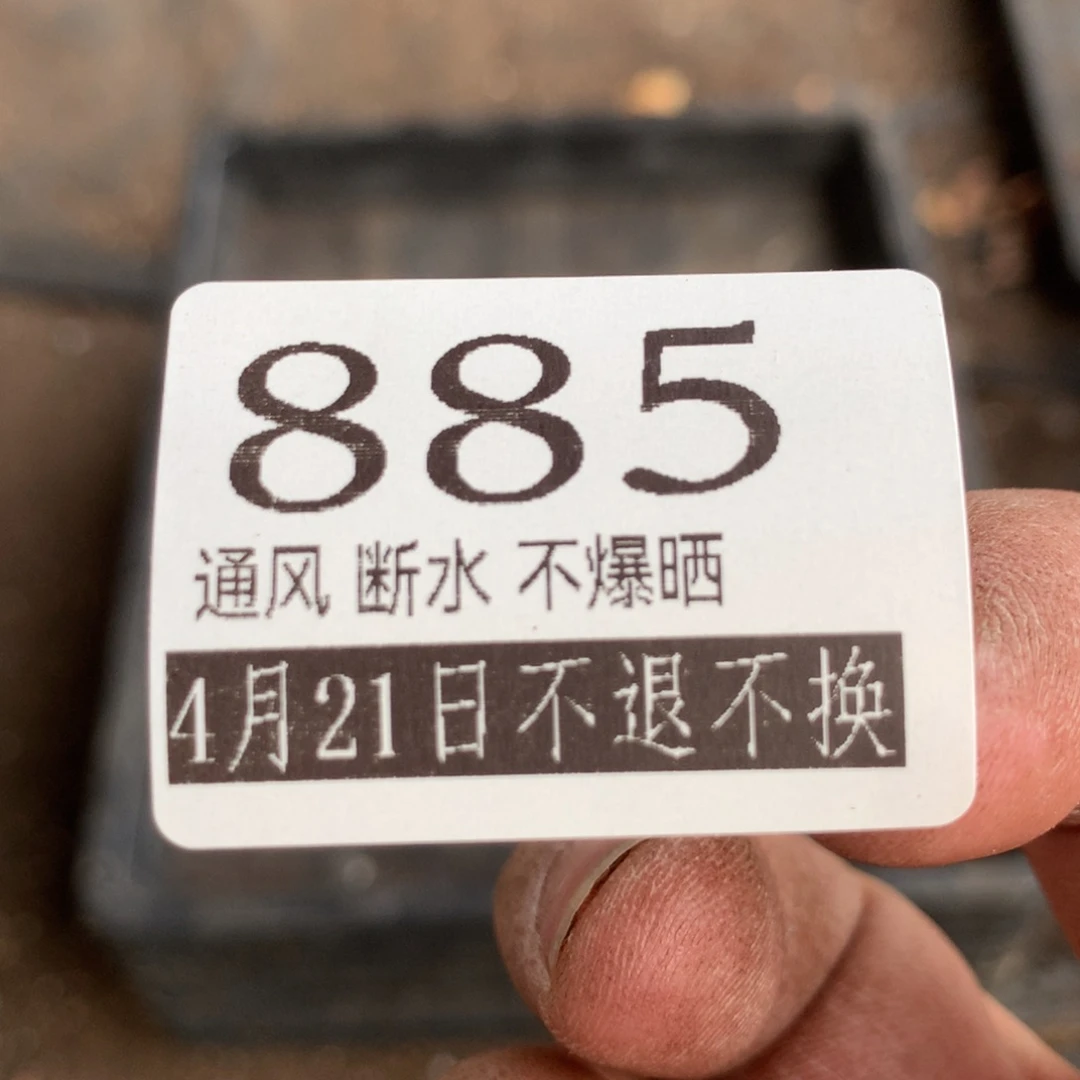 885
通风 断水 不爆晒
4月21日不退不换